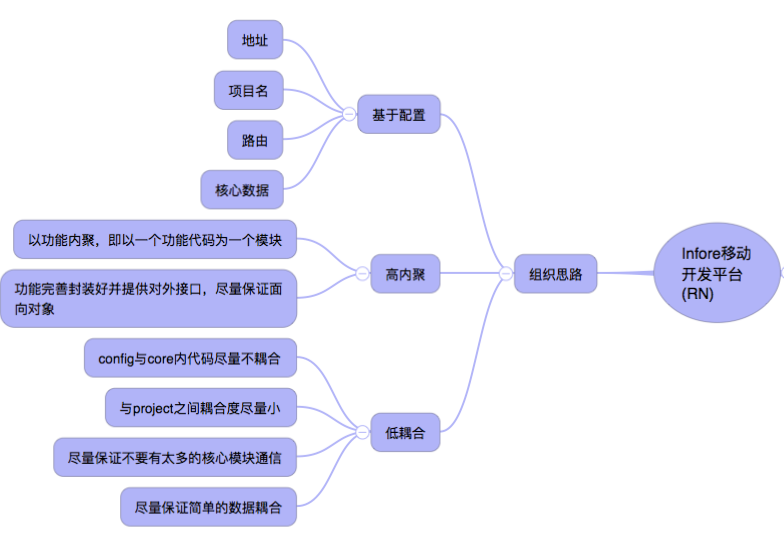 地址
项目名
路由
核心数据
基于配置
以功能内聚，即以一个功能代码为一个模块
功能完善封装好并提供对外接口，尽量保证面
向对象
高内聚
config与core内代码尽量不耦合
与project之间耦合度尽量小
尽量保证不要有太多的核心模块通信
尽量保证简单的数据耦合
低耦合
组织思路
Infore移动
开发平台
(RN)